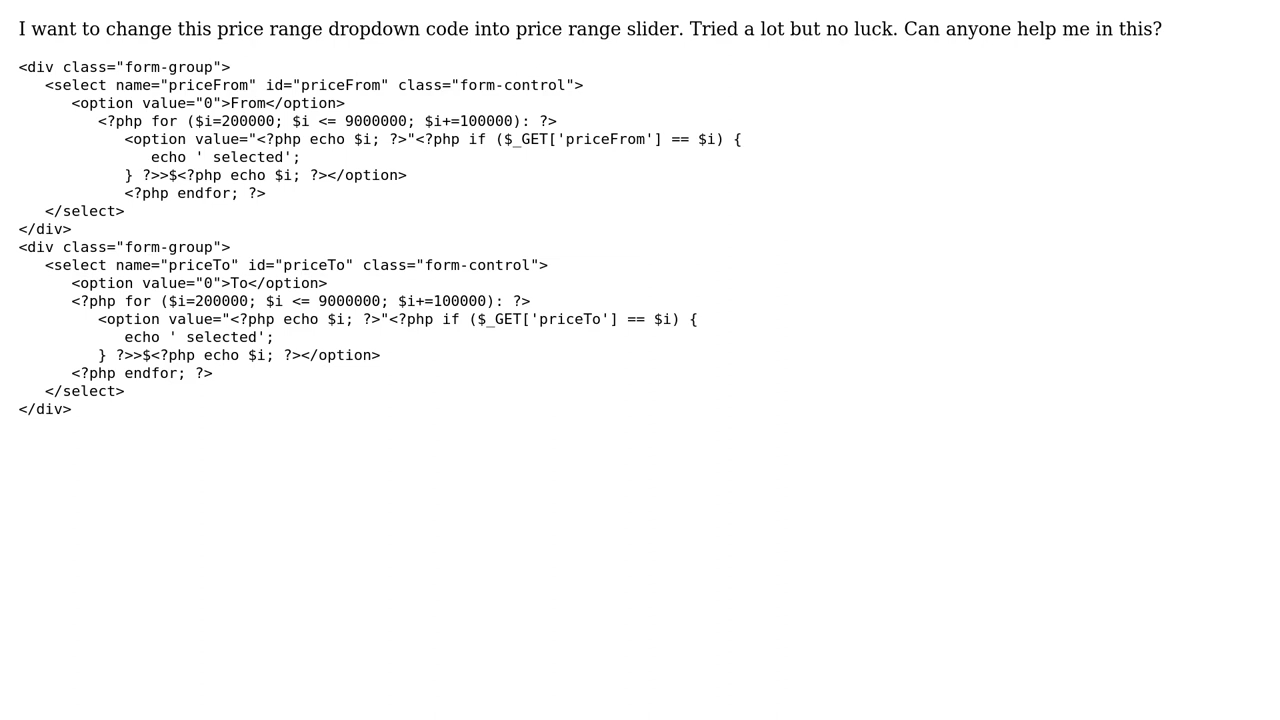 I want to change this price range dropdown code into price range slider. Tried a lot but no luck. Can anyone help me in this?
<div class="form-group">
   <select name="priceFrom" id="priceFrom" class="form-control">
      <option value="0">From</option>
         <?php for ($i=200000; $i <= 9000000; $i+=100000): ?>
            <option value="<?php echo $i; ?>"<?php if ($_GET['priceFrom'] == $i) {
               echo ' selected';
            } ?>>$<?php echo $i; ?></option>
            <?php endfor; ?>
   </select>
</div>
<div class="form-group">
   <select name="priceTo" id="priceTo" class="form-control">
      <option value="0">To</option>
      <?php for ($i=200000; $i <= 9000000; $i+=100000): ?>
         <option value="<?php echo $i; ?>"<?php if ($_GET['priceTo'] == $i) {
            echo ' selected';
         } ?>>$<?php echo $i; ?></option>
      <?php endfor; ?>
   </select>
</div>